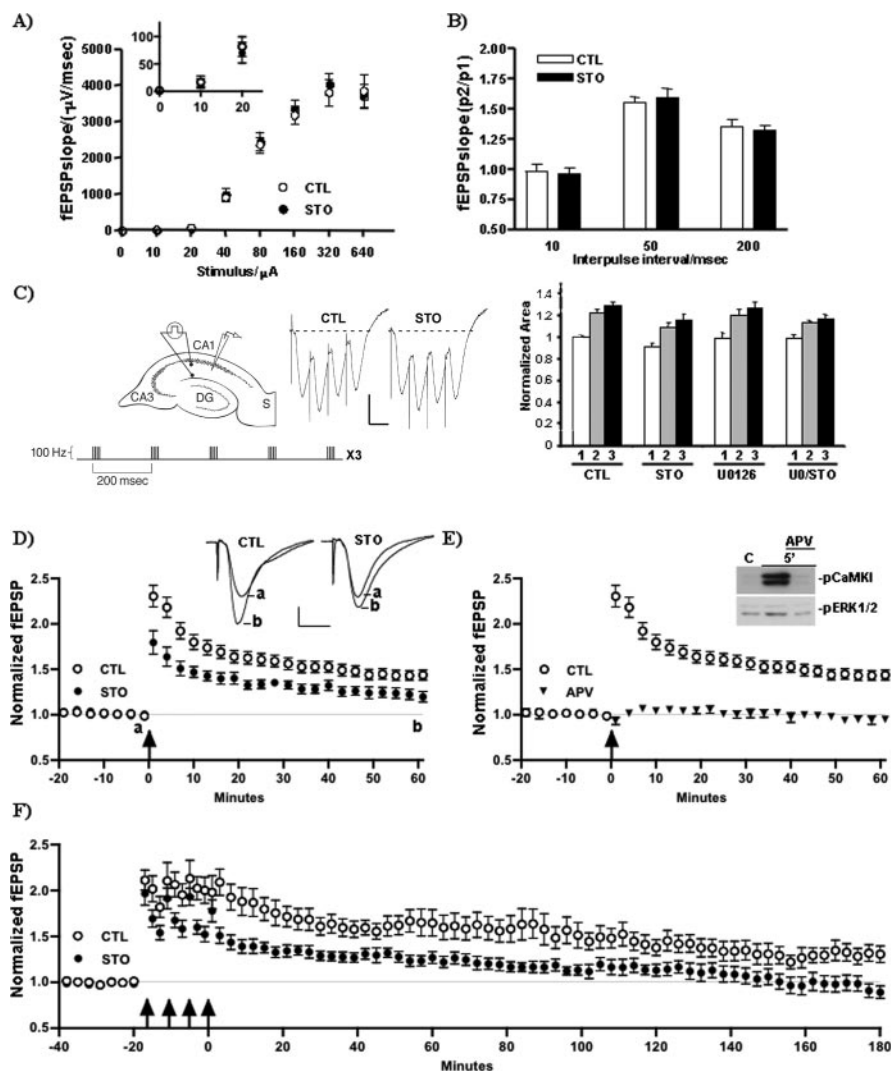 A)
fEPSPslope/(-µV/msec)
5000
4000
3000
2000
1000
0
100
50
0
0 10 20
CTL
STO
0 10 20 40 80 160 320 640
Stimulus/µA
B)
fEPSPslope (p2/p1)
2.00
1.75
1.50
1.25
1.00
0.75
0.50
CTL
STO
10 50 200
Interpulse interval/msec
C)
CA1
CA3
DG
S
100 Hz
X3
200 msec
CTL STO
Normalized Area
1.4
1.2
1
0.8
0.6
0.4
0.2
0
1 2 3 1 2 3 1 2 3 1 2 3
CTL STO U0126 U0/STO
D)
Normalized fEPSP
2.5
2.0
1.5
1.0
0.5
CTL STO
a
b
a
b
CTL
STO
a
b
-20 -10 0 10 20 30 40 50 60
Minutes
E)
Normalized fEPSP
2.5
2.0
1.5
1.0
0.5
APV
C 5'
-pCaMKI
-pERK1/2
CTL
APV
-20 -10 0 10 20 30 40 50 60
Minutes
F)
Normalized fEPSP
2.5
2.0
1.5
1.0
0.5
CTL
STO
-40 -20 0 20 40 60 80 100 120 140 160 180
Minutes